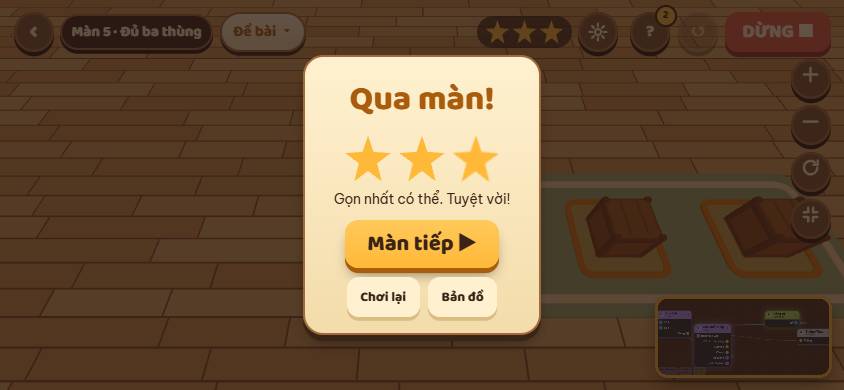 Màn 5 · Đủ ba thùng
Đề bài
?
2
DỪNG
Qua màn!
Gọn nhất có thể. Tuyệt vời!
Màn tiếp
Chơi lại
Bản đồ